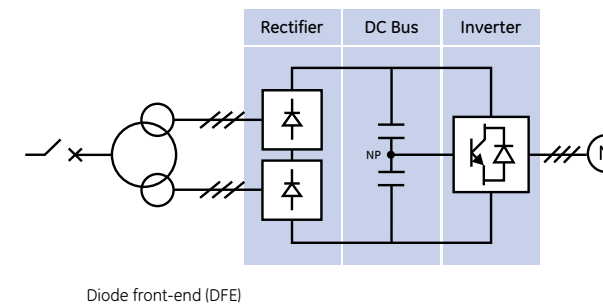 Rectifier DC Bus Inverter
NP
Diode front-end (DFE)